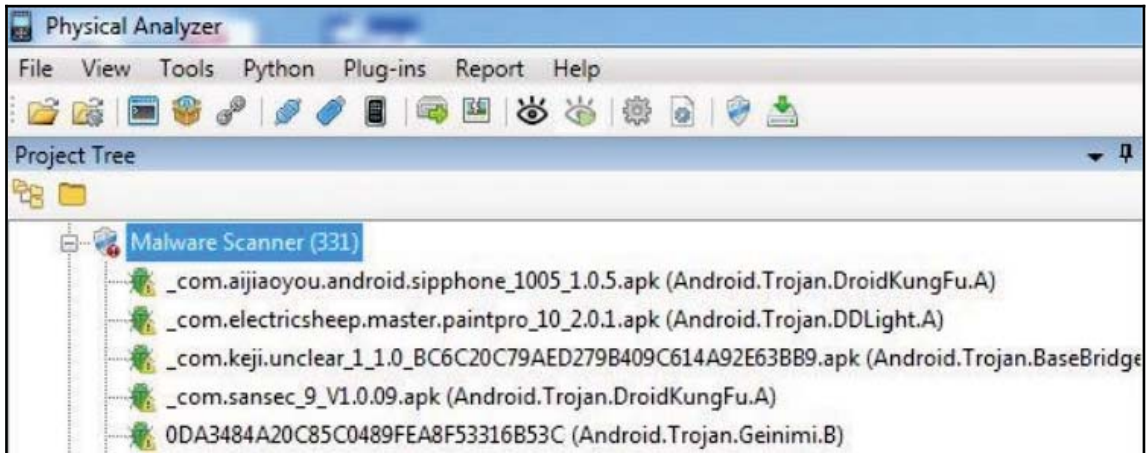 Physical Analyzer
File View Tools Python Plug-ins Report Help
Project Tree
Malware Scanner (331)
_com.aijiaoyou.android.sipphone_1005_1.0.5.apk (Android.Trojan.DroidKungFu.A)
_com.electricsheep.master.paintpro_10_2.0.1.apk (Android.Trojan.DDLight.A)
_com.keji.unclear_1_1.0_BC6C20C79AED279B409C614A92E63BB9.apk (Android.Trojan.BaseBridge
_com.sansec_9_V1.0.09.apk (Android.Trojan.DroidKungFu.A)
0DA3484A20C85C0489FEA8F53316B53C (Android.Trojan.Geinimi.B)